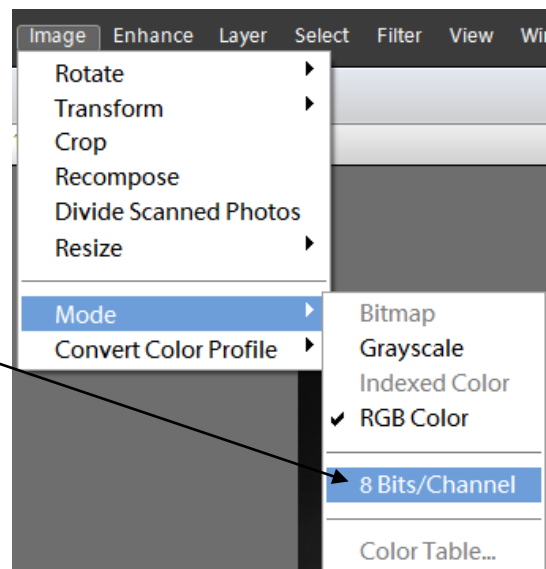 Image Enhance Layer Select Filter View
Rotate
Transform
Crop
Recompose
Divide Scanned Photos
Resize
Mode
Convert Color Profile
Bitmap
Grayscale
Indexed Color
RGB Color
8 Bits/Channel
Color Table...